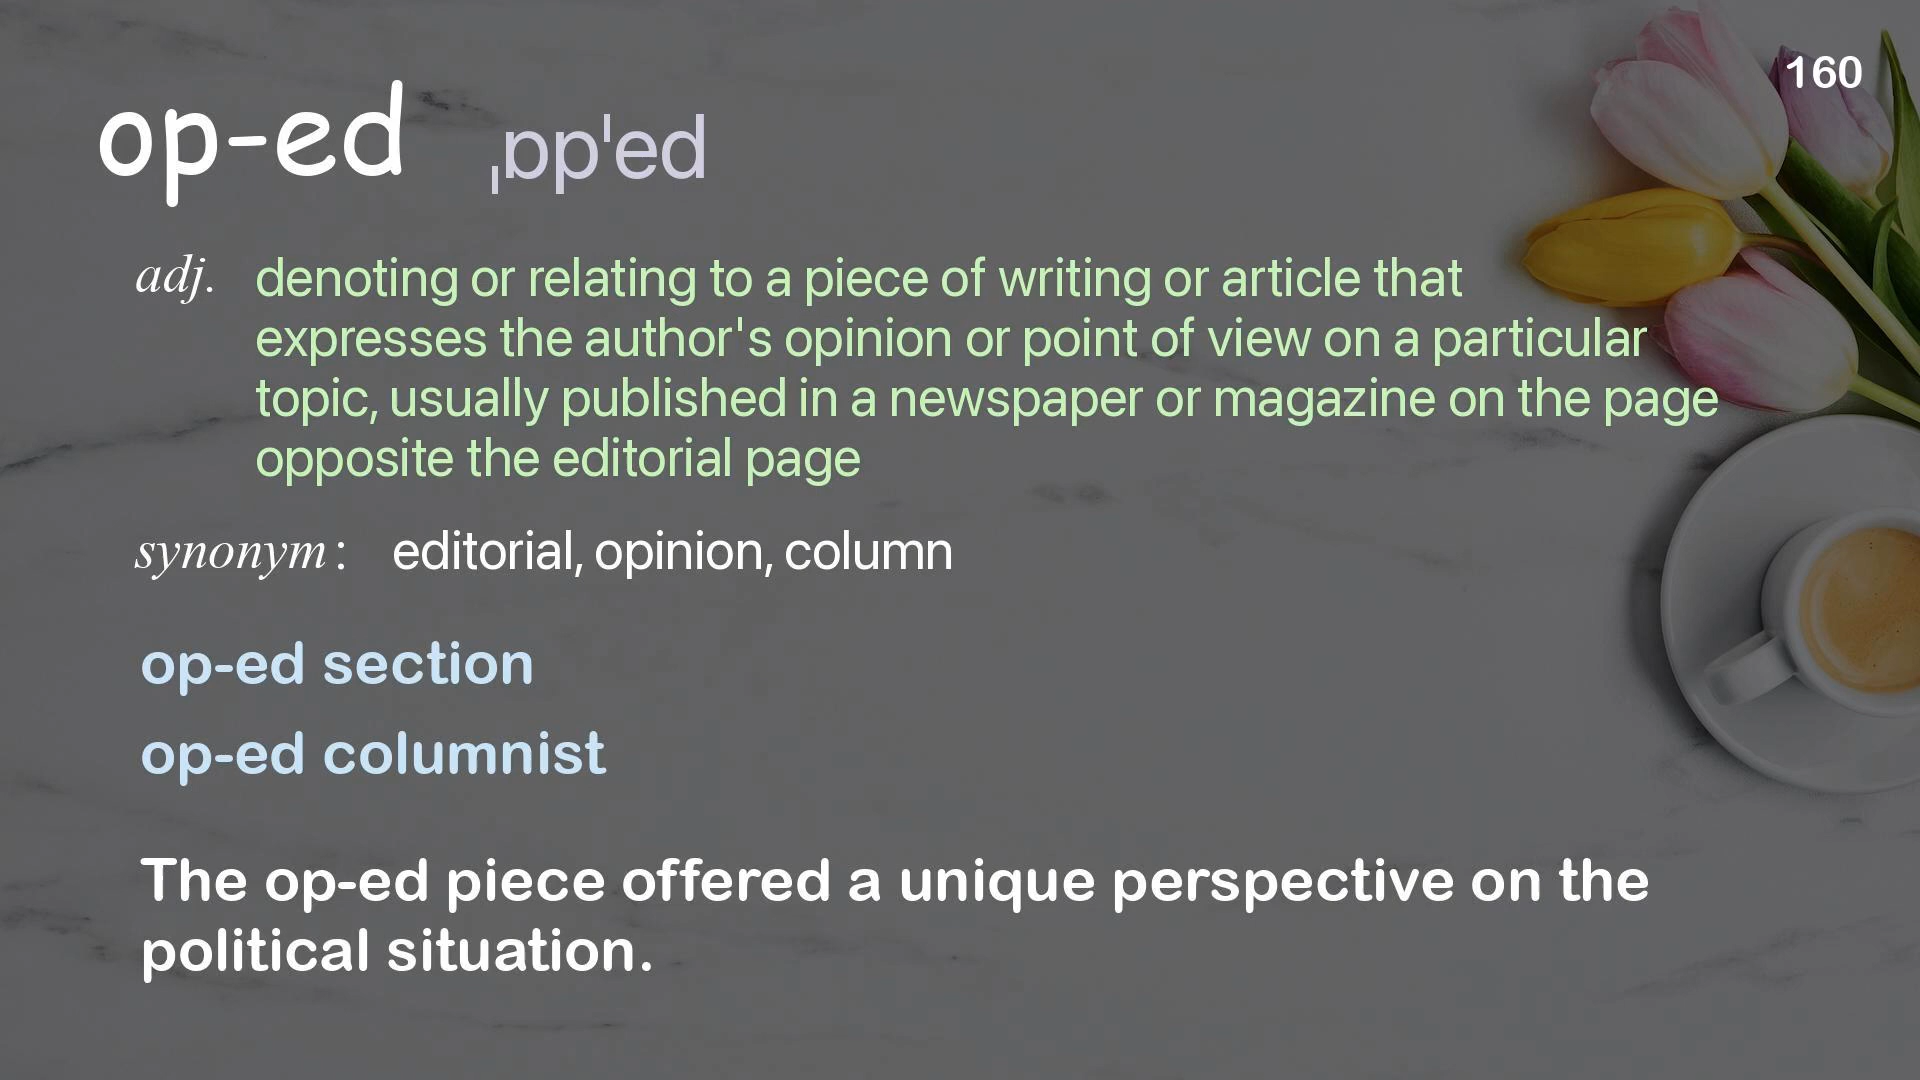 160
op-ed ˌɒpˈed
adj. denoting or relating to a piece of writing or article that
expresses the author's opinion or point of view on a particular
topic, usually published in a newspaper or magazine on the page
opposite the editorial page
synonym: editorial, opinion, column
op-ed section
op-ed columnist
The op-ed piece offered a unique perspective on the
political situation.